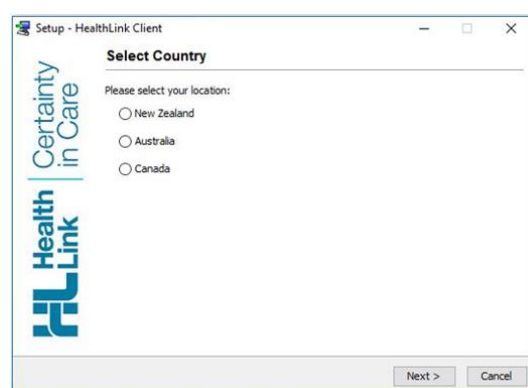 Setup - HealthLink Client
Select Country
Please select your location:
New Zealand
Australia
Canada
Health
Link
Certainty
in Care
Next >
Cancel